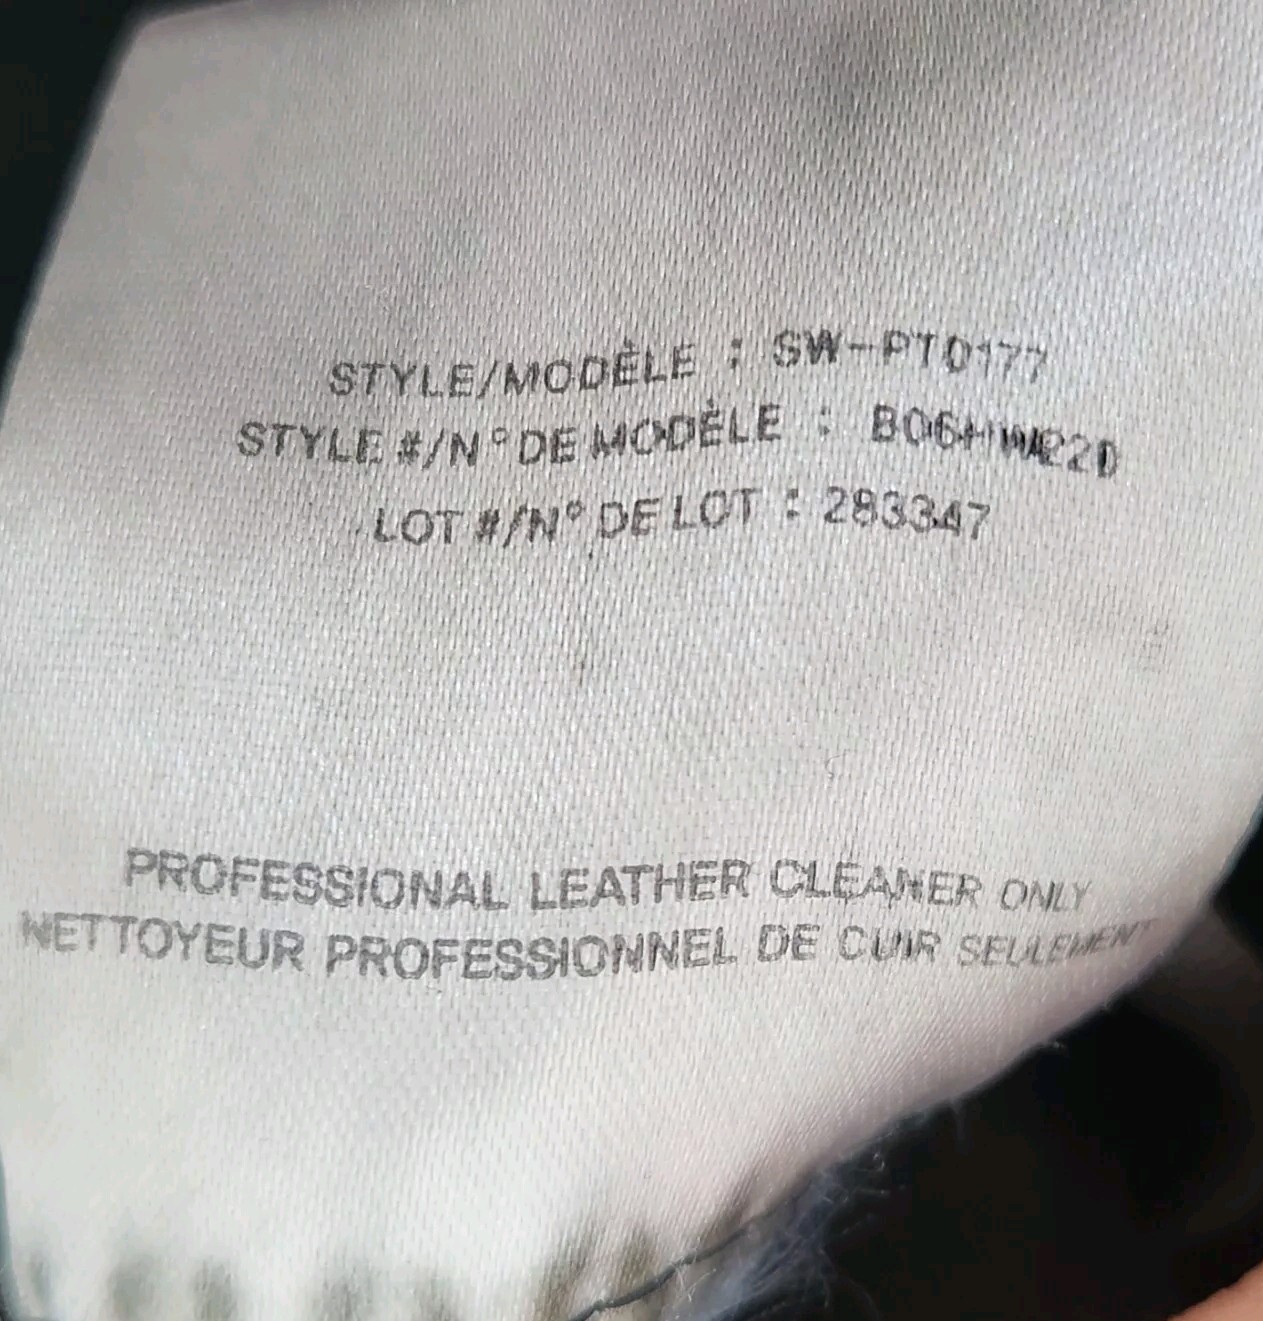 STYLE/MODÈLE : SW-PT0177
STYLE #/N° DE MODÈLE :
LOT #/N° DE LOT : 283347
PROFESSIONAL LEATHER CLEANER ONLY
NETTOYEUR PROFESSIONNEL DE CUIR SEULEMENT